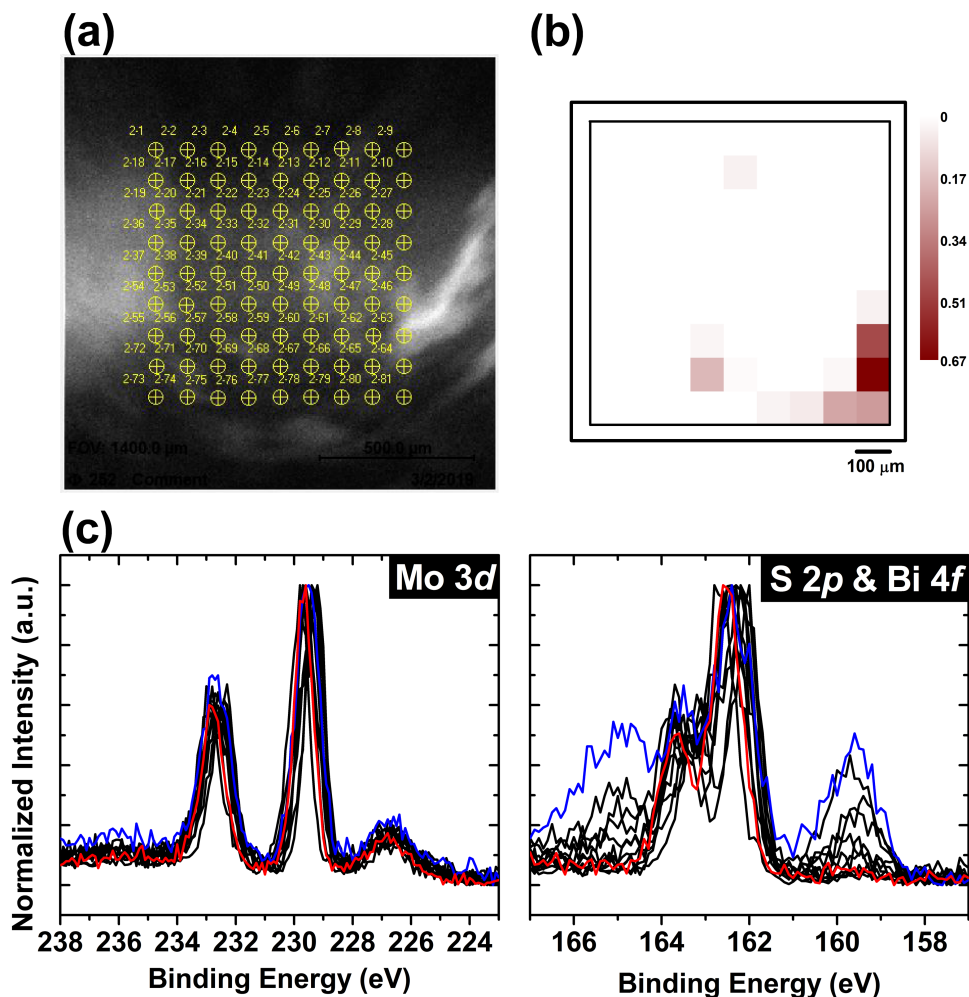 (a)
2-1 2-2 2-3 2-4 2-5 2-6 2-7 2-8 2-9
2-18 2-17 2-16 2-15 2-14 2-13 2-12 2-11 2-10
2-19 2-20 2-21 2-22 2-23 2-24 2-25 2-26 2-27
2-36 2-35 2-34 2-33 2-32 2-31 2-30 2-29 2-28
2-37 2-38 2-39 2-40 2-41 2-42 2-43 2-44 2-45
2-54 2-53 2-52 2-51 2-50 2-49 2-48 2-47 2-46
2-55 2-56 2-57 2-58 2-59 2-60 2-61 2-62 2-63
2-72 2-71 2-70 2-69 2-68 2-67 2-66 2-65 2-64
2-73 2-74 2-75 2-76 2-77 2-78 2-79 2-80 2-81
FOV: 1400.0 μm 500.0 μm
252 Comment 3/2/2019
(b)
0
0.17
0.34
0.51
0.67
100 μm
(c)
Mo 3d
Normalized Intensity (a.u.)
238 236 234 232 230 228 226 224
Binding Energy (eV)
S 2p & Bi 4f
166 164 162 160 158
Binding Energy (eV)